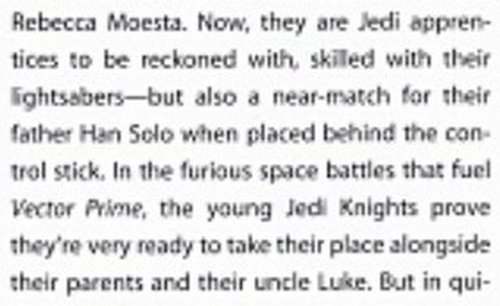 Rebecca Moesta. Now, they are Jedi appren-
tices to be reckoned with, skilled with their
lightsabers—but also a near-match for their
father Han Solo when placed behind the con-
trol stick. In the furious space battles that fuel
Vector Prime, the young Jedi Knights prove
they're very ready to take their place alongside
their parents and their uncle Luke. But in qui-